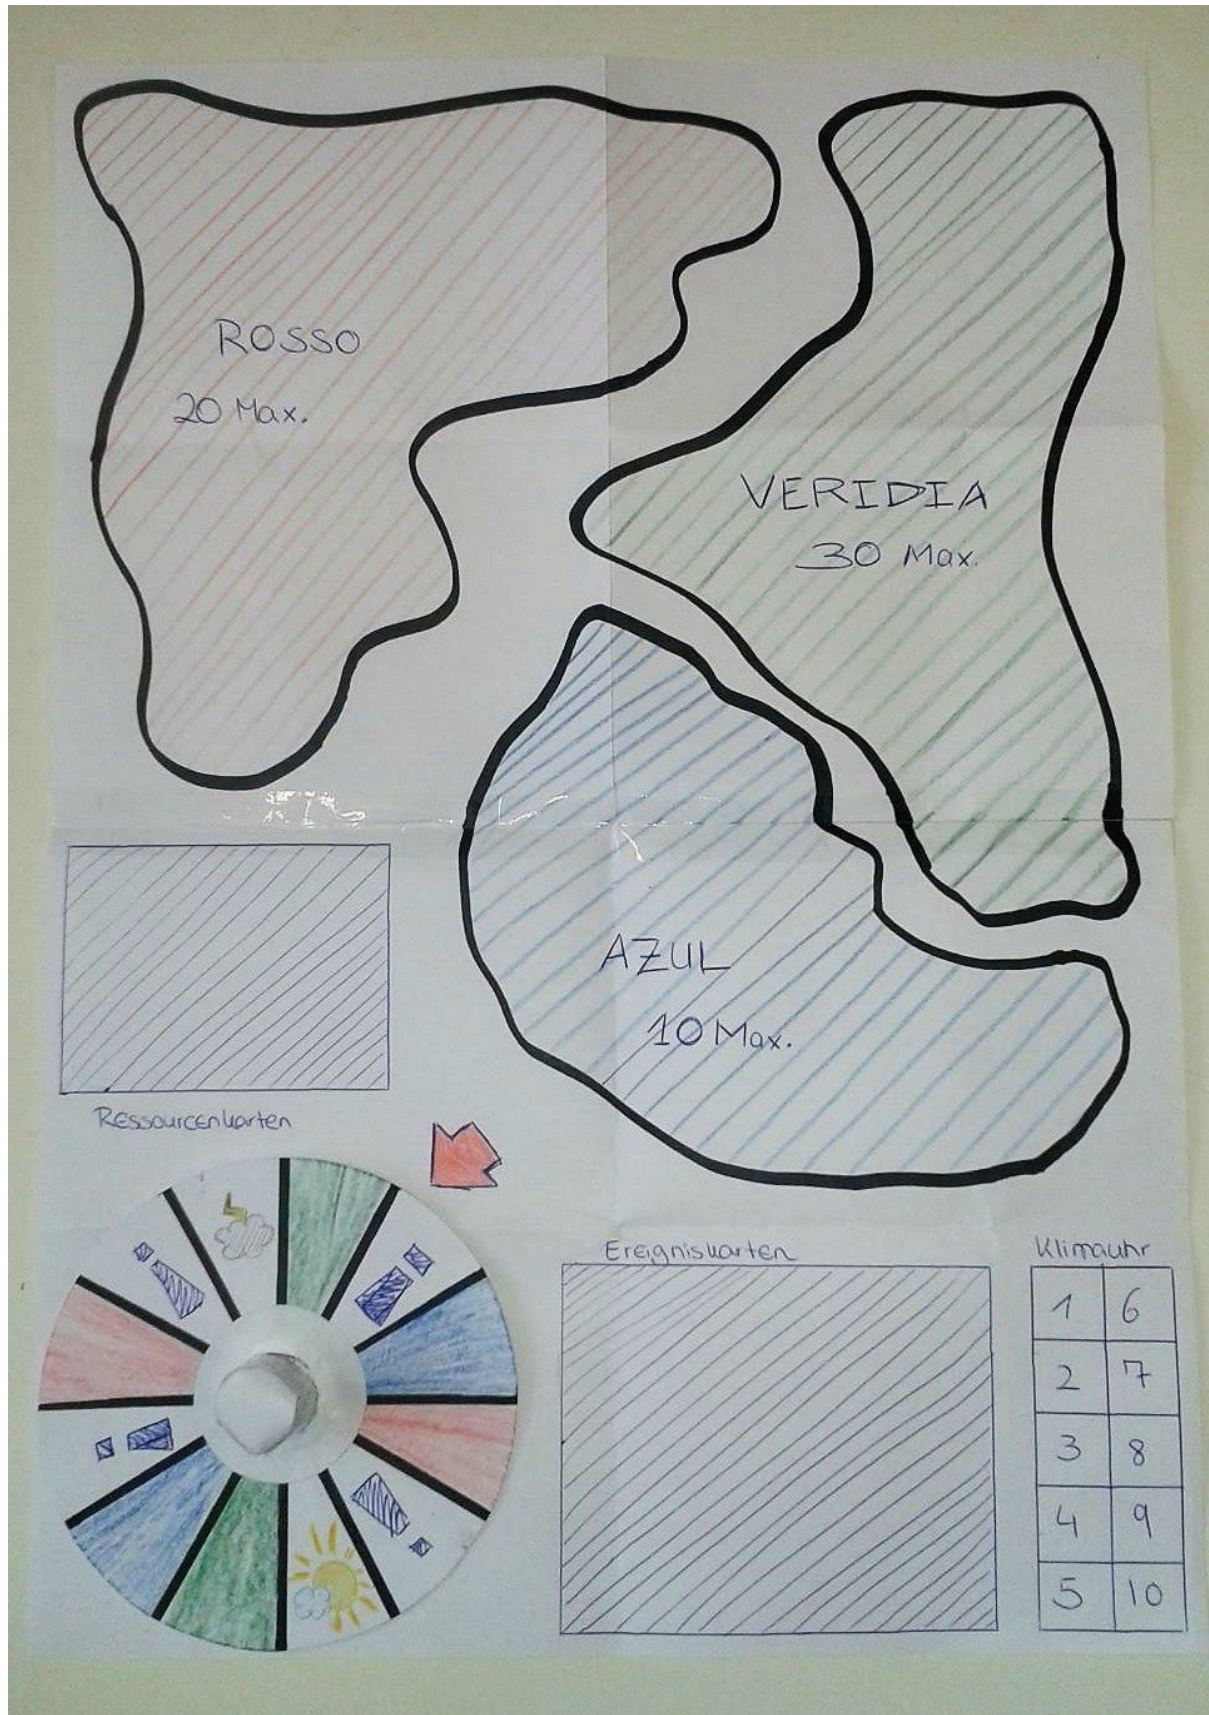 ROSSO
20 Max.
VERIDIA
30 Max.
AZUL
10 Max.
Ressourcenkarten
Ereigniskarten
Klimauhr
1 6
2 7
3 8
4 9
5 10